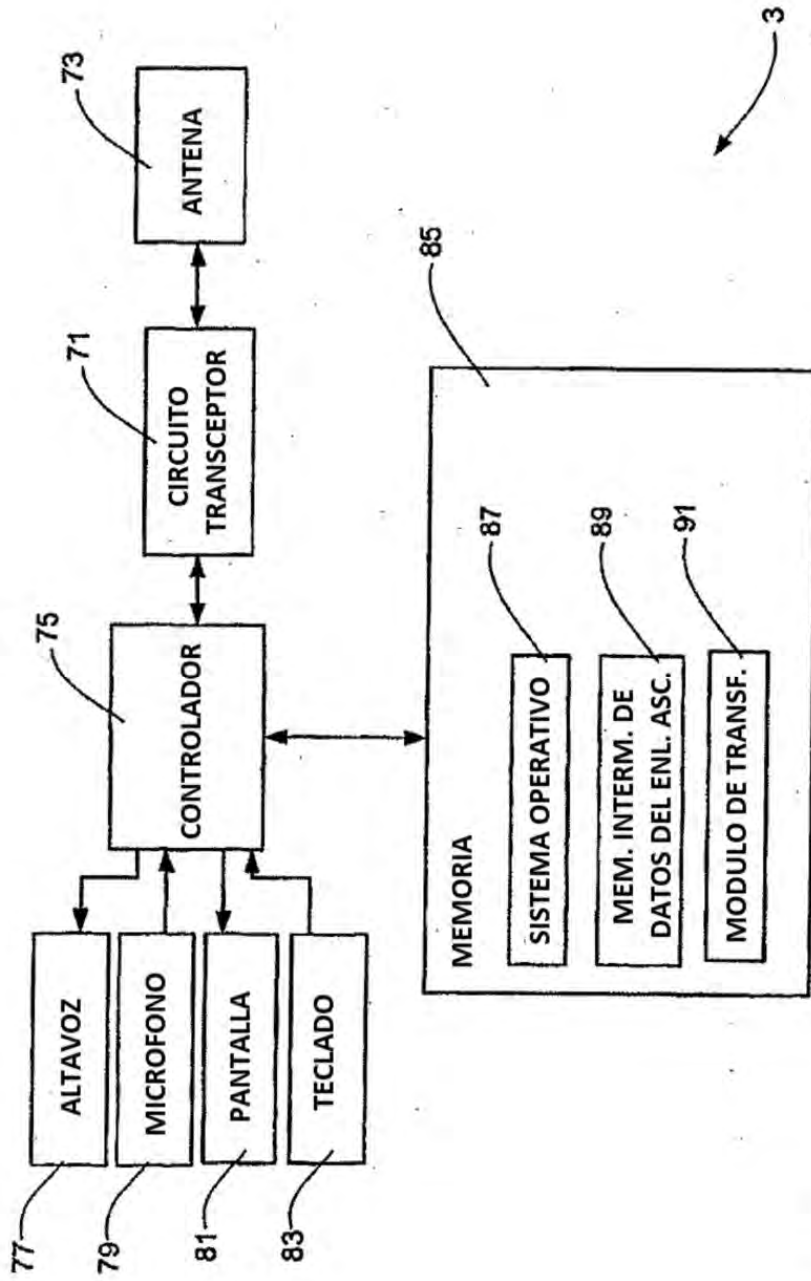 77
ALTAVOZ
79
MICROFONO
81
PANTALLA
83
TECLADO
75
CONTROLADOR
71
CIRCUITO
TRANSCEPTOR
73
ANTENA
MEMORIA
85
SISTEMA OPERATIVO
87
MEM. INTERM. DE
DATOS DEL ENL. ASC.
89
MODULO DE TRANSF.
91
3